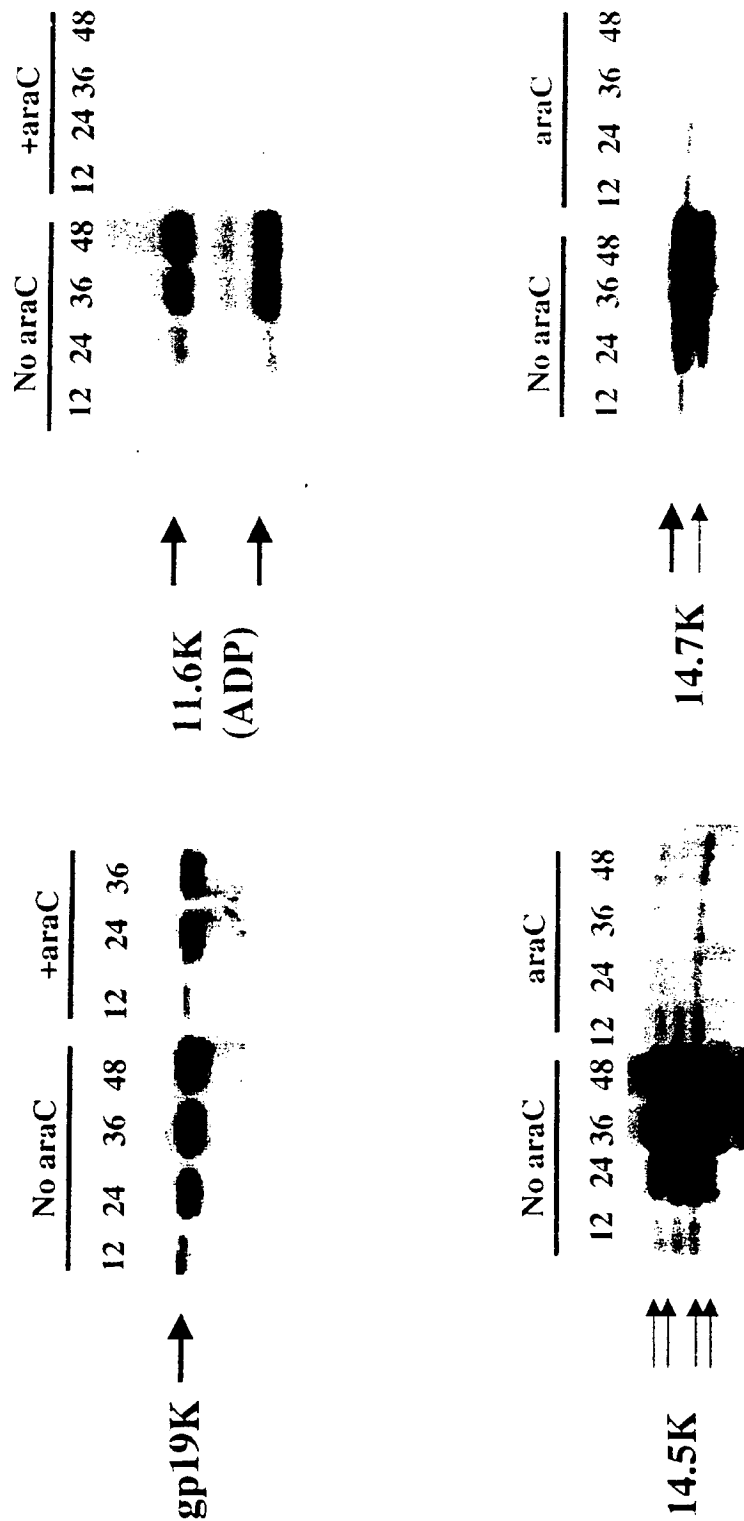 No araC +araC
12 24 36 48 12 24 36
gp19K
No araC +araC
12 24 36 48 12 24 36 48
11.6K
(ADP)
No araC araC
12 24 36 48 12 24 36 48
14.5K
No araC araC
12 24 36 48 12 24 36 48
14.7K